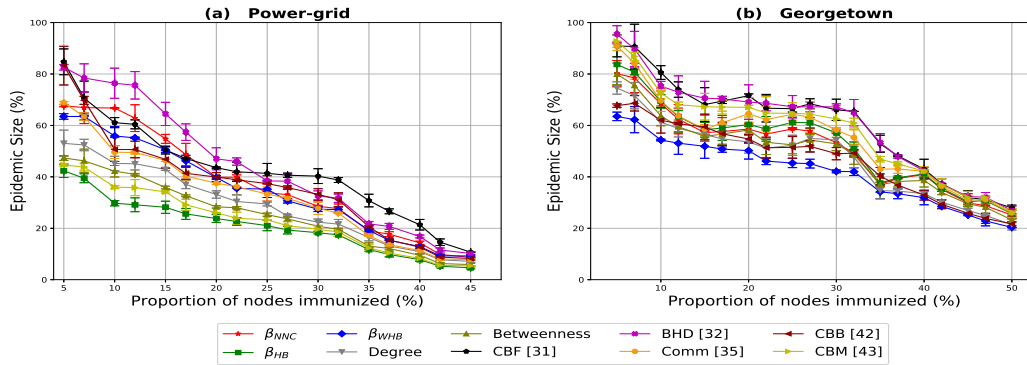 (a) Power-grid
(b) Georgetown
Epidemic Size (%)
100
80
60
40
20
0
5 10 15 20 25 30 35 40 45
Proportion of nodes immunized (%)
Epidemic Size (%)
100
80
60
40
20
0
10 20 30 40 50
Proportion of nodes immunized (%)
β_NNC β_WHB Betweenness BHD [32] CBB [42]
β_HB Degree CBF [31] Comm [35] CBM [43]